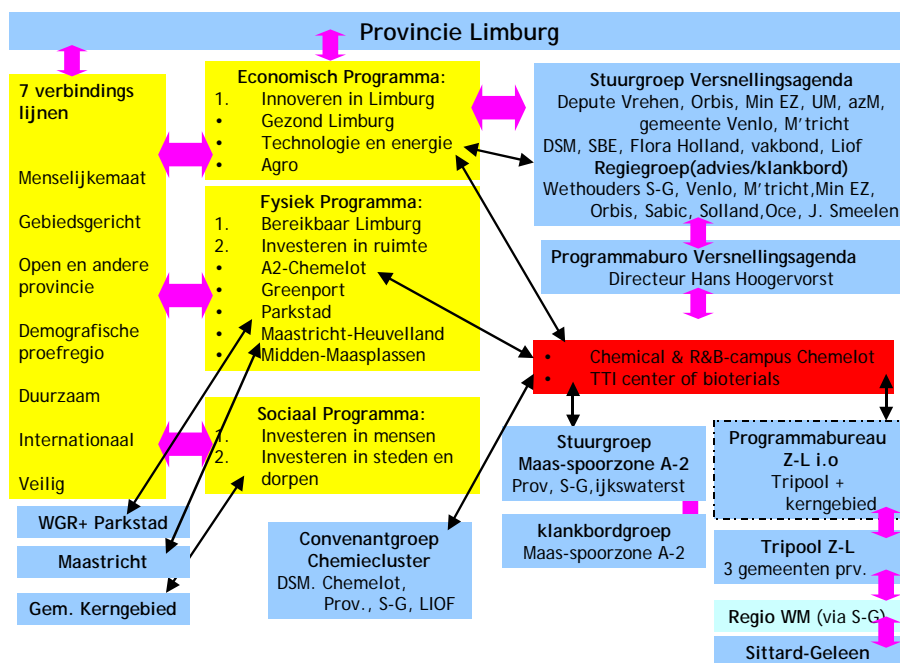 Provincie Limburg
7 verbindings
lijnen
Menselijkemaat
Gebiedsgericht
Open en andere
provincie
Demografische
proefregio
Duurzaam
Internationaal
Veilig
Economisch Programma:
1. Innoveren in Limburg
• Gezond Limburg
• Technologie en energie
• Agro
Fysiek Programma:
1. Bereikbaar Limburg
2. Investeren in ruimte
• A2-Chemelot
• Greenport
• Parkstad
• Maastricht-Heuvelland
• Midden-Maasplassen
Sociaal Programma:
1. Investeren in mensen
2. Investeren in steden en
dorpen
Stuurgroep Versnellingsagenda
Depute Vrehen, Orbis, Min EZ, UM, azM,
gemeente Venlo, M'tricht
DSM, SBE, Flora Holland, vakbond, Liof
Regiegroep(advies/klankbord)
Wethouders S-G, Venlo, M'tricht,Min EZ,
Orbis, Sabic, Solland,Oce, J. Smeelen
Programmaburo Versnellingsagenda
Directeur Hans Hoogervorst
• Chemical & R&B-campus Chemelot
• TTI center of bioterials
WGR+ Parkstad
Maastricht
Gem. Kerngebied
Convenantgroep
Chemiecluster
DSM. Chemelot,
Prov., S-G, LIOF
Stuurgroep
Maas-spoorzone A-2
Prov, S-G,ijkswaterst
klankbordgroep
Maas-spoorzone A-2
Programmabureau
Z-L i.o
Tripool +
kerngebied
Tripool Z-L
3 gemeenten prv.
Regio WM (via S-G)
Sittard-Geleen